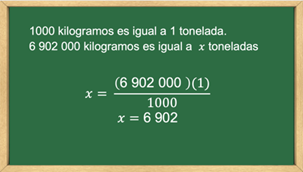 1000 kilogramos es igual a 1 tonelada.
6 902 000 kilogramos es igual a x toneladas
x = (6 902 000 )(1) / 1000
x = 6 902